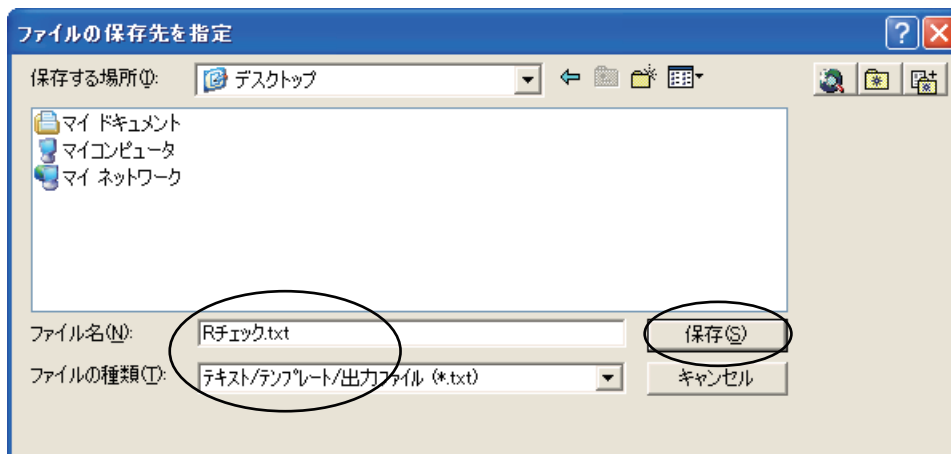 ファイルの保存先を指定
保存する場所(I): デスクトップ
マイ ドキュメント
マイコンピュータ
マイ ネットワーク
ファイル名(N): Rチェック.txt 保存(S)
ファイルの種類(T): テキスト/テンプレート/出力ファイル (*.txt) キャンセル